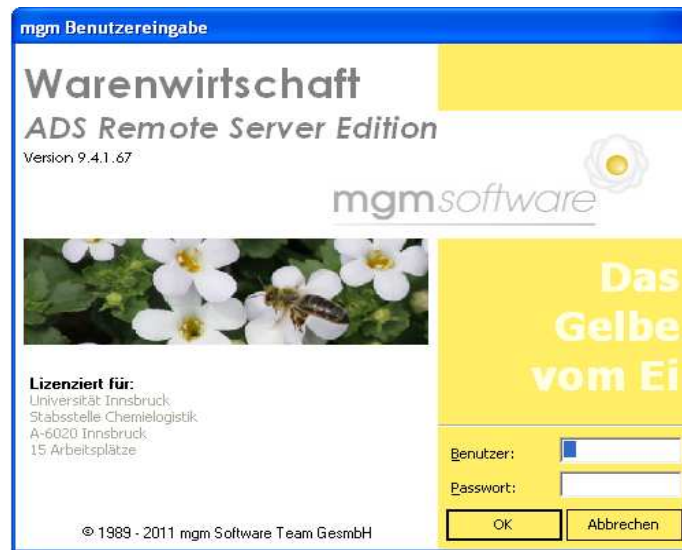 mgm Benutzereingabe
Warenwirtschaft
ADS Remote Server Edition
Version 9.4.1.67
mgmsoftware
Das
Gelbe
vom Ei
Lizenziert für:
Universität Innsbruck
Stabsstelle Chemielogistik
A-6020 Innsbruck
15 Arbeitsplätze
Benutzer:
Passwort:
OK Abbrechen
© 1989 - 2011 mgm Software Team GesmbH